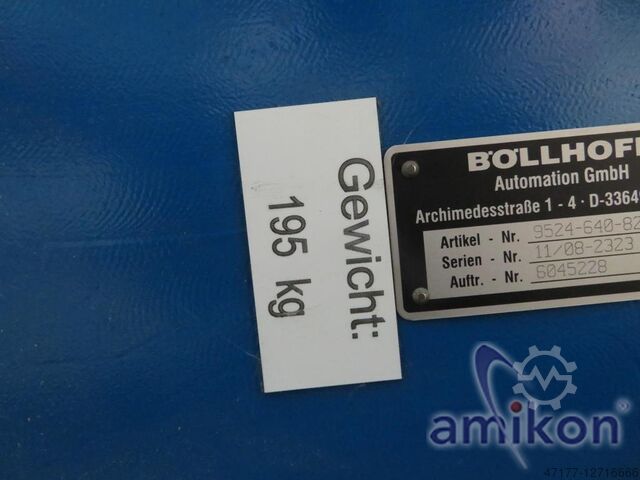 Gewicht:
195 kg
BÖLLHOFF
Automation GmbH
Archimedesstraße 1 - 4 · D-3364
Artikel - Nr. 9524-640-82
Serien - Nr. 11/08-2323
Auftr. - Nr. 6045228
amikon
47177-12716666